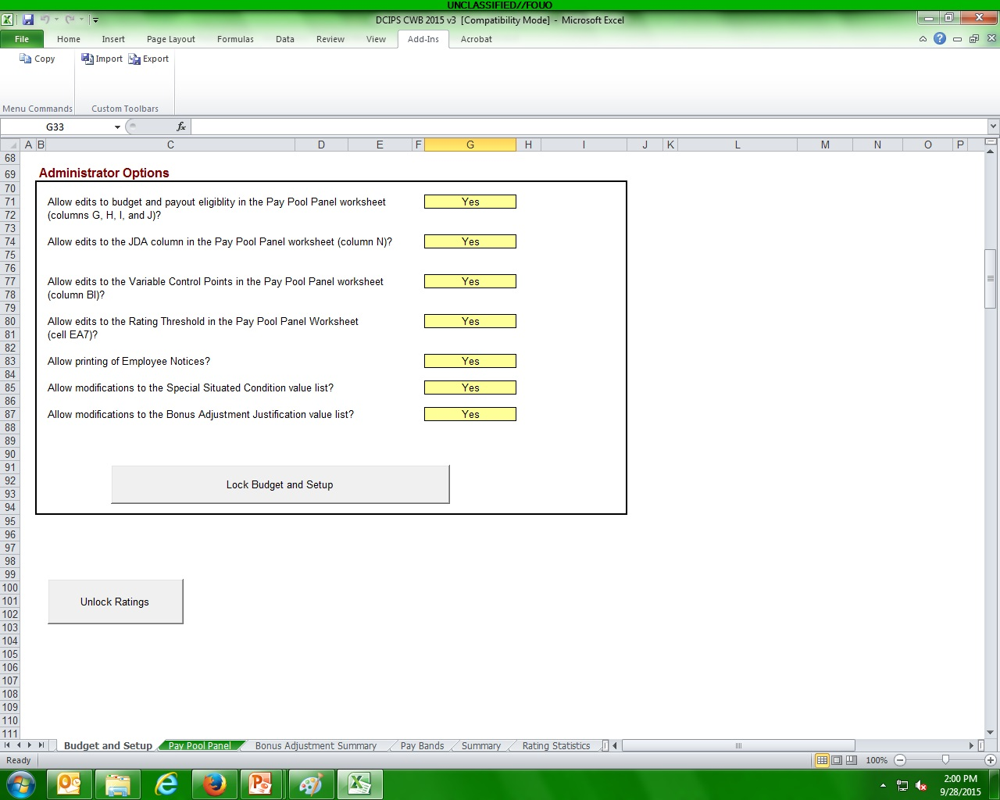 UNCLASSIFIED//FOUO
DCIPS CWB 2015 v3 [Compatibility Mode] - Microsoft Excel
File Home Insert Page Layout Formulas Data Review View Add-Ins Acrobat
Copy Import Export
Menu Commands Custom Toolbars
G33 fx
A B C D E F G H I J K L M N O P
68
69 Administrator Options
70
71 Allow edits to budget and payout eligiblity in the Pay Pool Panel worksheet Yes
72 (columns G, H, I, and J)?
73
74 Allow edits to the JDA column in the Pay Pool Panel worksheet (column N)? Yes
75
76
77 Allow edits to the Variable Control Points in the Pay Pool Panel worksheet Yes
78 (column BI)?
79
80 Allow edits to the Rating Threshold in the Pay Pool Panel Worksheet Yes
81 (cell EA7)?
82
83 Allow printing of Employee Notices? Yes
84
85 Allow modifications to the Special Situated Condition value list? Yes
86
87 Allow modifications to the Bonus Adjustment Justification value list? Yes
88
89
90
91
92 Lock Budget and Setup
93
94
95
96
97
98
99
100
101 Unlock Ratings
102
103
104
105
106
107
108
109
110
111
Budget and Setup Pay Pool Panel Bonus Adjustment Summary Pay Bands Summary Rating Statistics
Ready 100%
2:00 PM
9/28/2015